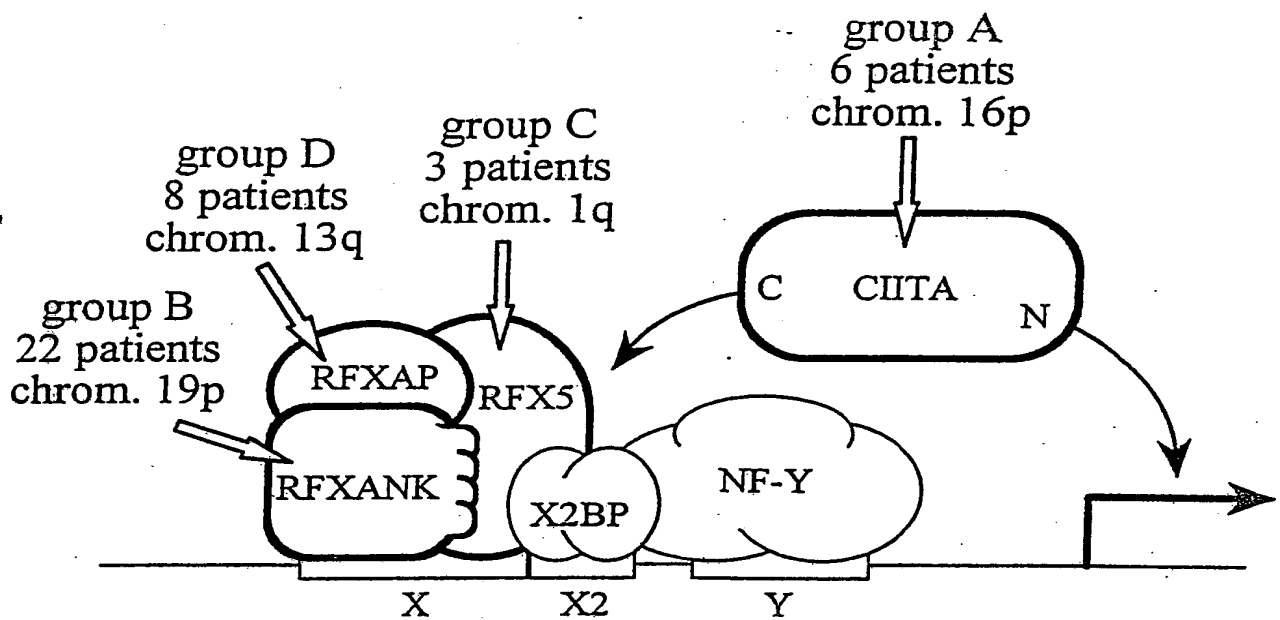 group A
6 patients
chrom. 16p
group C
3 patients
chrom. 1q
group D
8 patients
chrom. 13q
group B
22 patients
chrom. 19p
C
CIITA
N
RFXAP
RFX5
RFXANK
X2BP
NF-Y
X
X2
Y